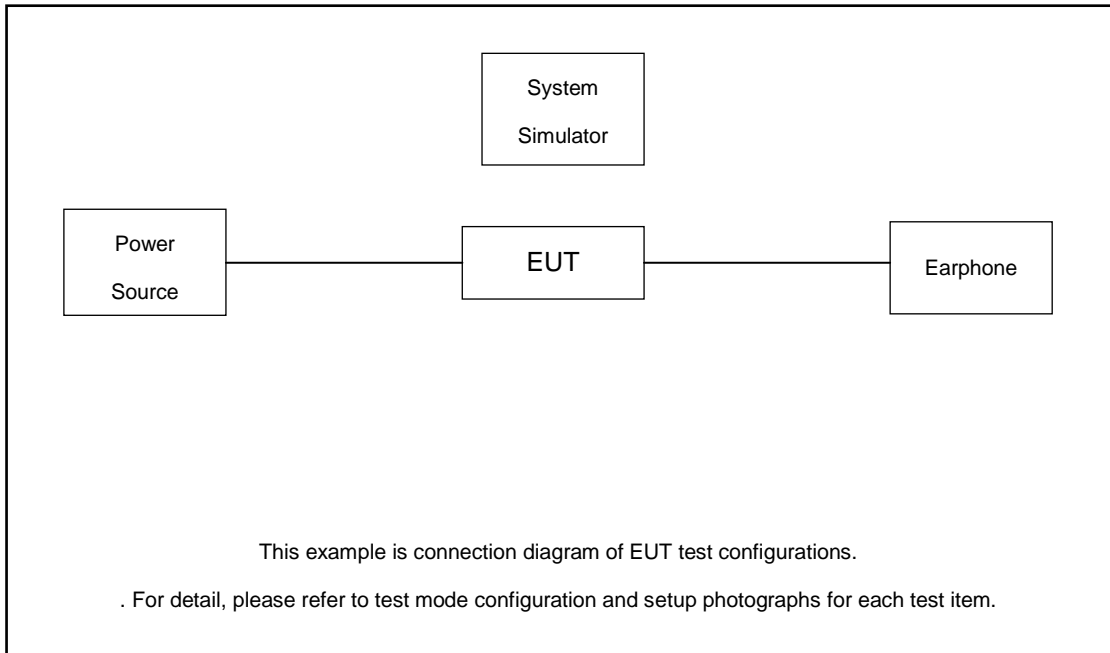 System
Simulator
Power
Source
EUT
Earphone
This example is connection diagram of EUT test configurations.
. For detail, please refer to test mode configuration and setup photographs for each test item.